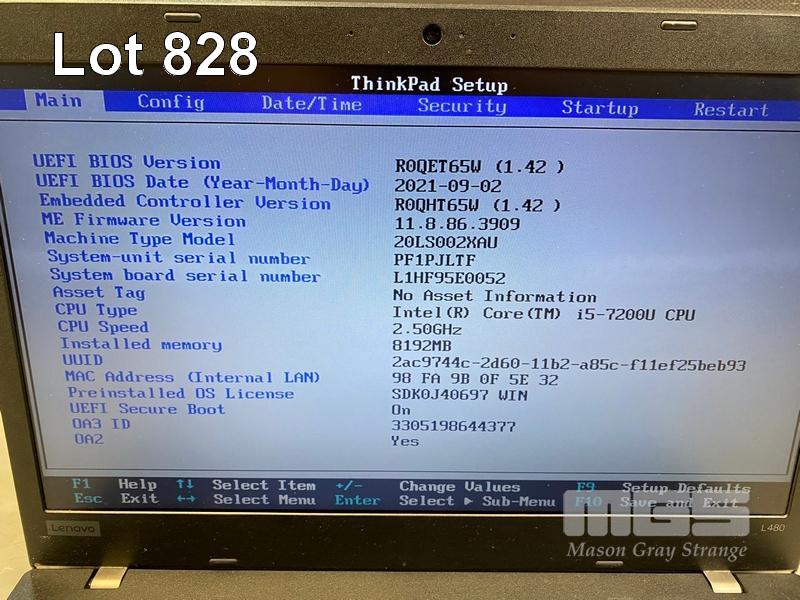 Lot 828
ThinkPad Setup
Main Config Date/Time Security Startup Restart
UEFI BIOS Version R0QET65W (1.42 )
UEFI BIOS Date (Year-Month-Day) 2021-09-02
Embedded Controller Version R0QHT65W (1.42 )
ME Firmware Version 11.8.86.3909
Machine Type Model 20LS002XAU
System-unit serial number PF1PJLTF
System board serial number L1HF95E0052
Asset Tag No Asset Information
CPU Type Intel(R) Core(TM) i5-7200U CPU
CPU Speed 2.50GHz
Installed memory 8192MB
UUID 2ac9744c-2d60-11b2-a85c-f11ef25beb93
MAC Address (Internal LAN) 98 FA 9B 0F 5E 32
Preinstalled OS License SDK0J40697 WIN
UEFI Secure Boot On
OA3 ID 3305198644377
OA2 Yes
F1 Help ↑↓ Select Item +/- Change Values F9 Setup Defaults
Esc Exit ←→ Select Menu Enter Select ▶ Sub-Menu F10 Save and Exit
Lenovo L480
MGS
Mason Gray Strange